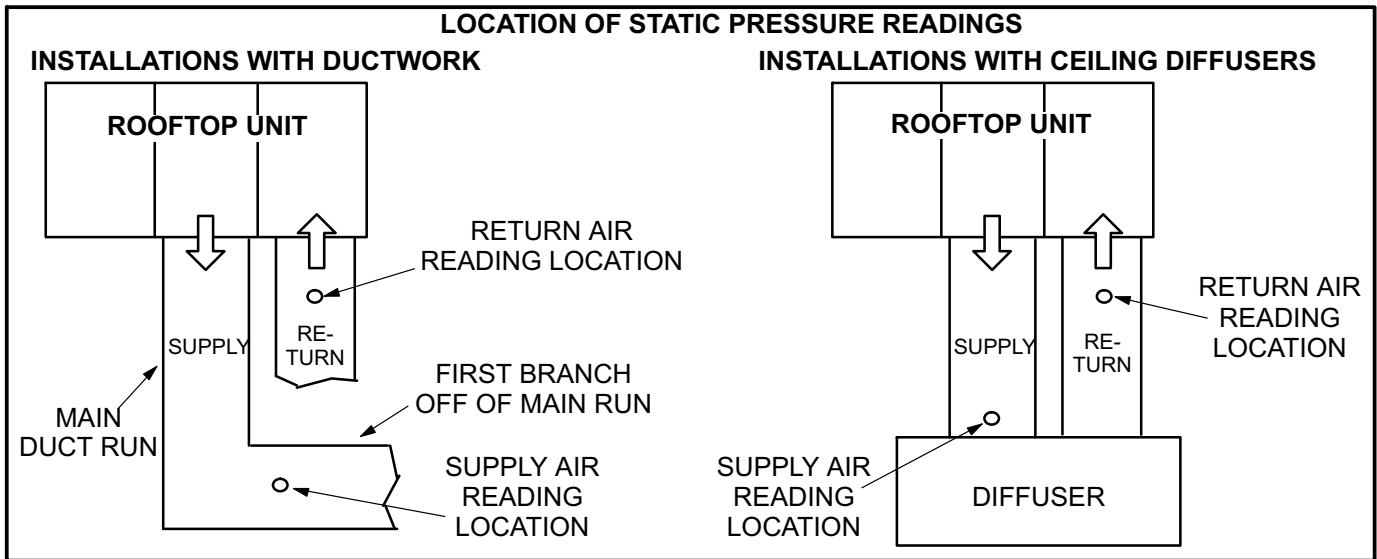 LOCATION OF STATIC PRESSURE READINGS
INSTALLATIONS WITH DUCTWORK
ROOFTOP UNIT
RETURN AIR
READING LOCATION
SUPPLY
RE-
TURN
FIRST BRANCH
OFF OF MAIN RUN
MAIN
DUCT RUN
SUPPLY AIR
READING
LOCATION
INSTALLATIONS WITH CEILING DIFFUSERS
ROOFTOP UNIT
RETURN AIR
READING
LOCATION
SUPPLY
RE-
TURN
SUPPLY AIR
READING
LOCATION
DIFFUSER